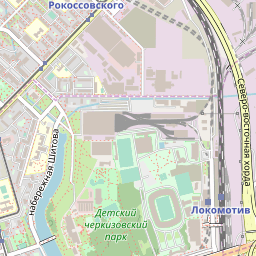 Рокоссовского
Северо-восточная хорда
набережная Шитова
Локомотив
Детский
черкизовский
парк